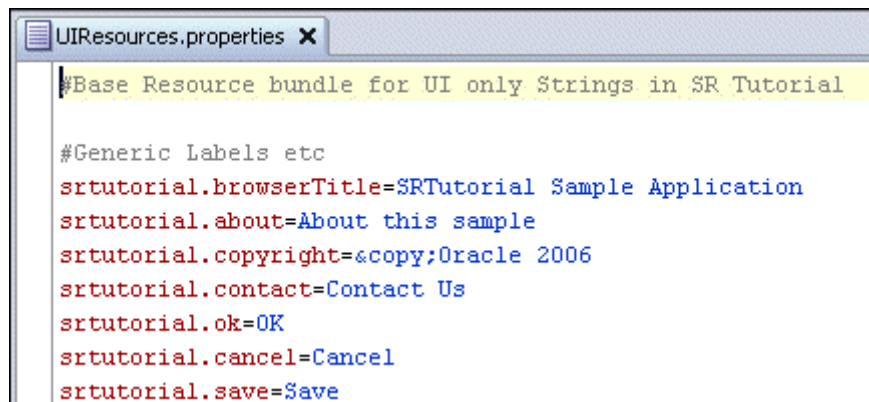 UIResources.properties
#Base Resource bundle for UI only Strings in SR Tutorial
#Generic Labels etc
srtutorial.browserTitle=SRTutorial Sample Application
srtutorial.about=About this sample
srtutorial.copyright=&copy;Oracle 2006
srtutorial.contact=Contact Us
srtutorial.ok=OK
srtutorial.cancel=Cancel
srtutorial.save=Save